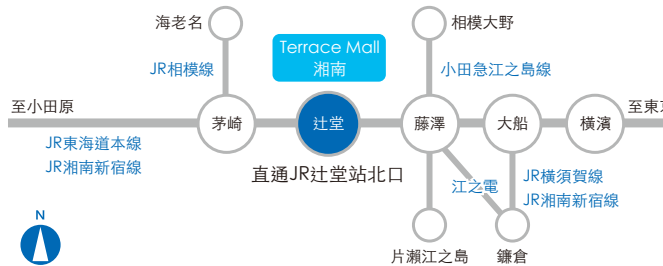 海老名
相模大野
Terrace Mall
湘南
JR相模線
小田急江之島線
至小田原
至東
茅崎
辻堂
藤澤
大船
橫濱
JR東海道本線
JR湘南新宿線
直通JR辻堂站北口
江之電
JR橫須賀線
JR湘南新宿線
N
片瀨江之島
鐮倉